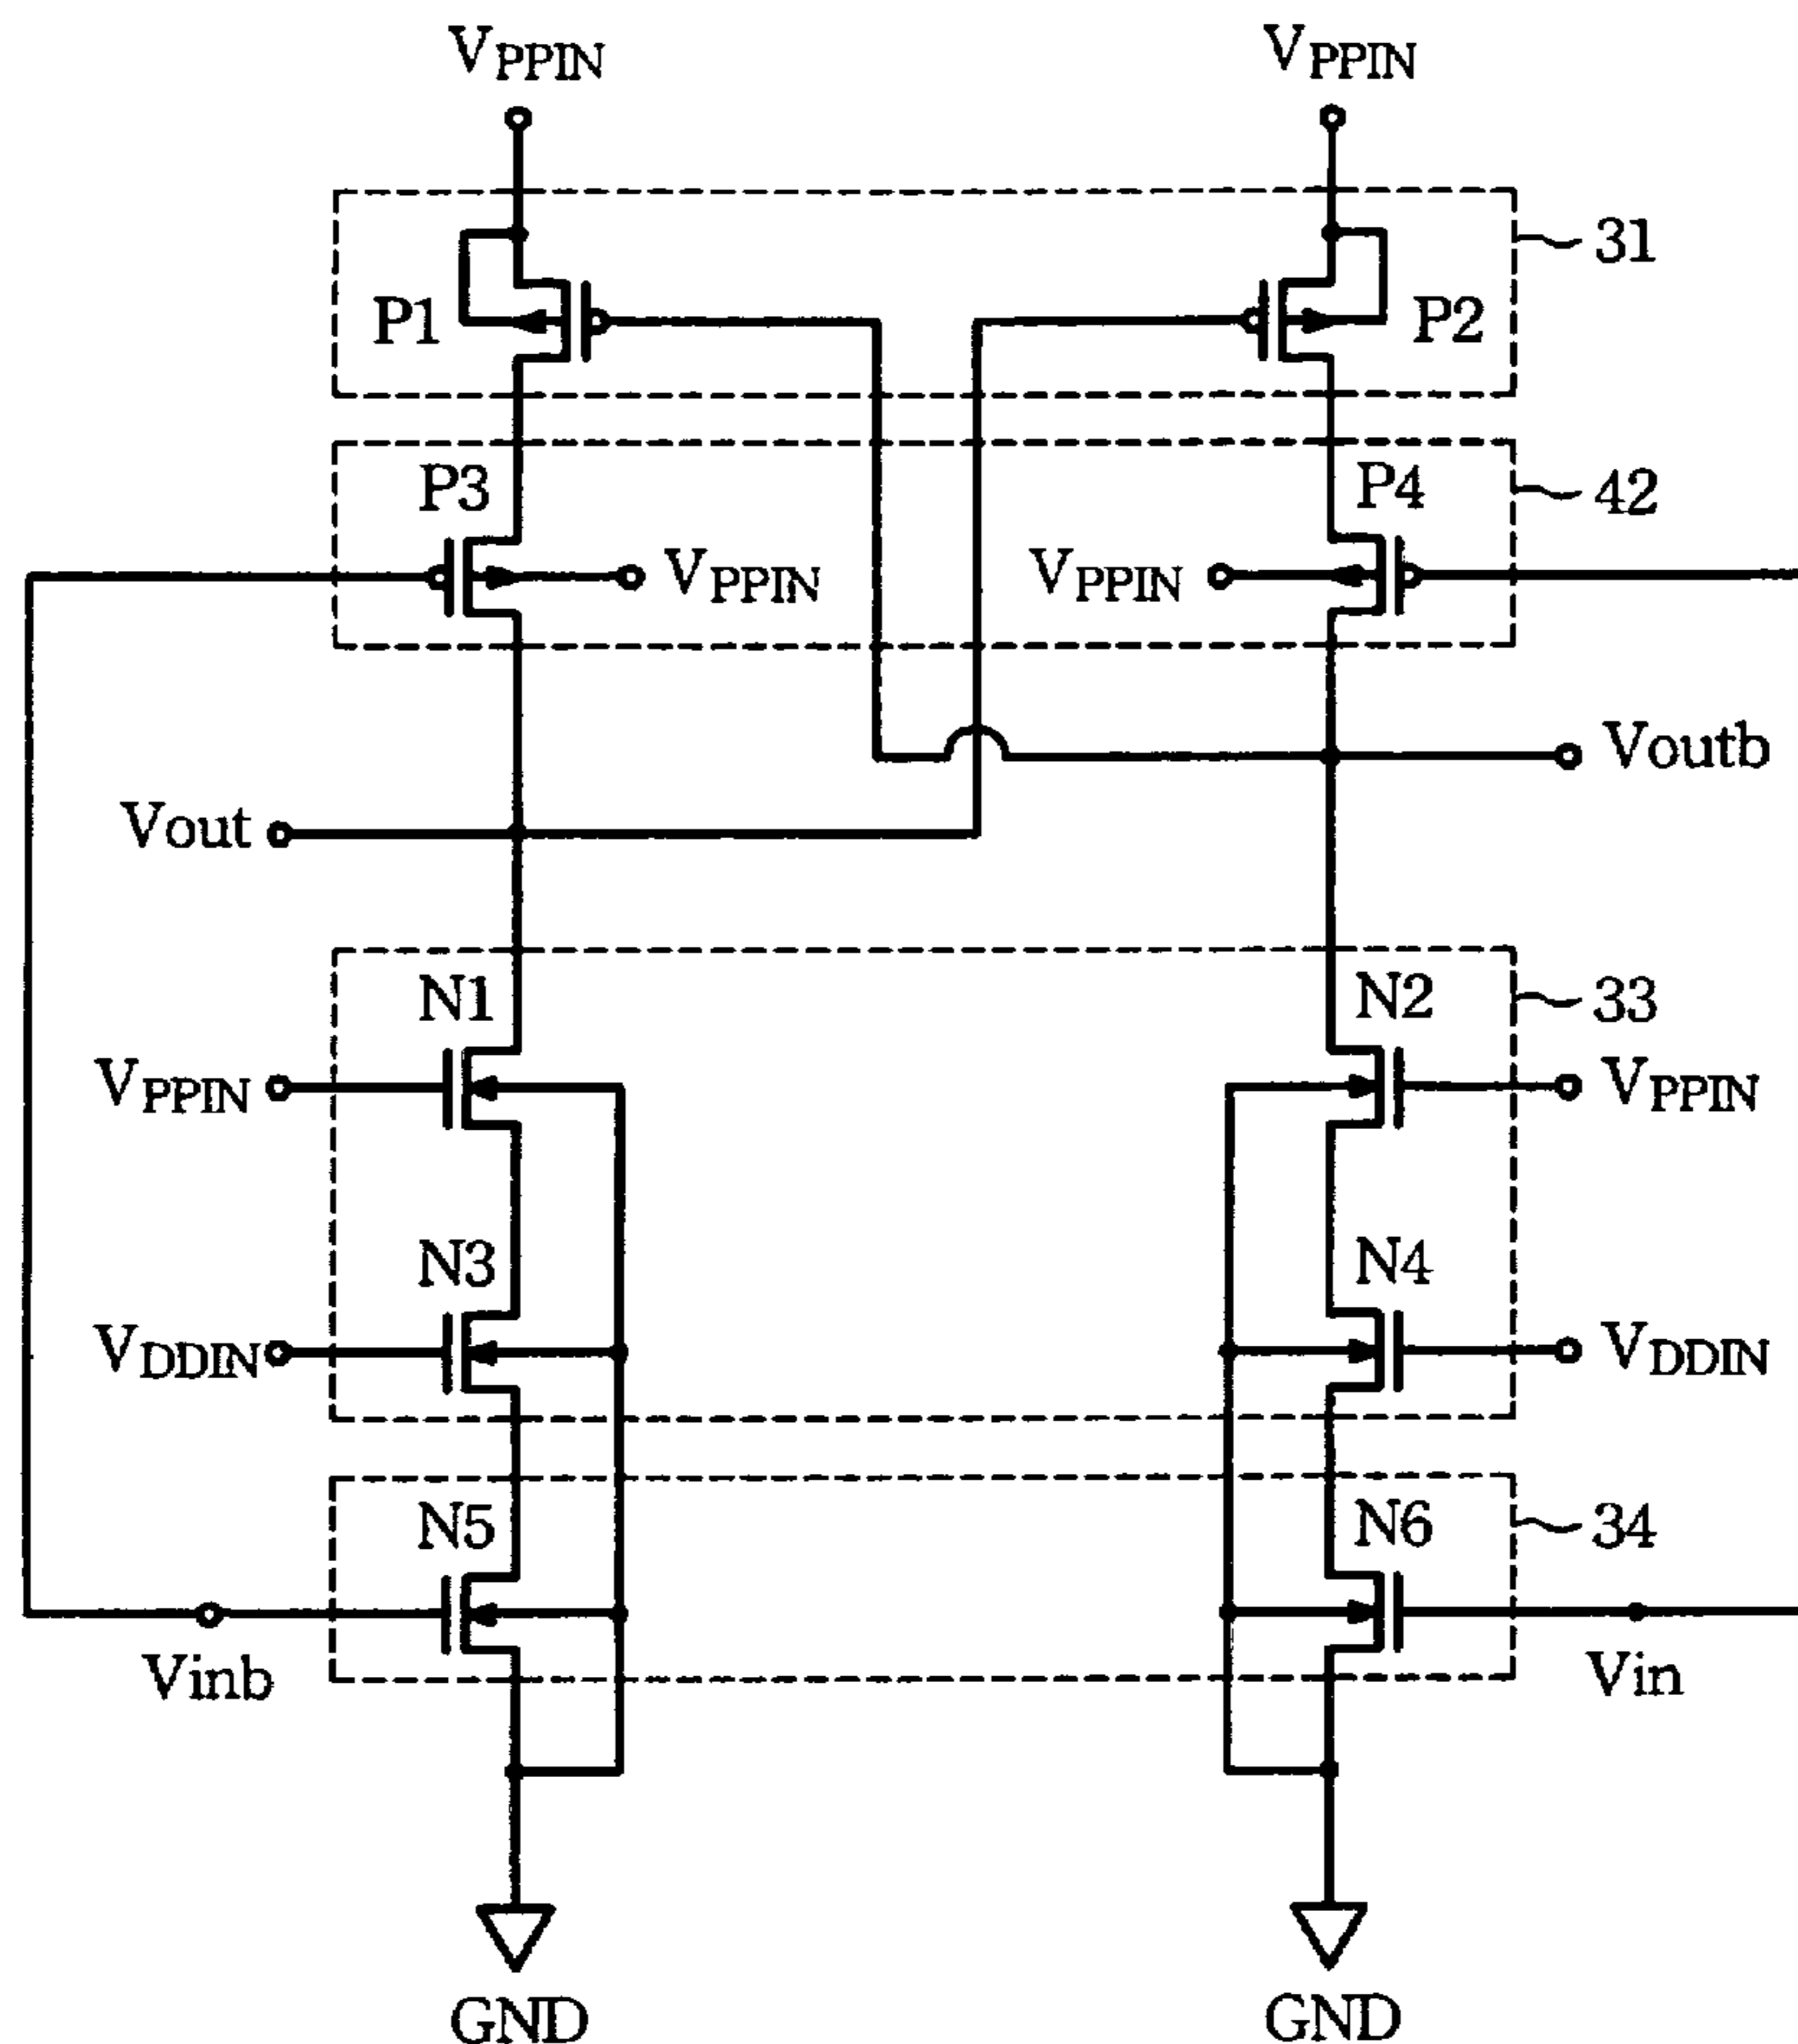 VPPIN VPPIN
31
P1 P2
P3 P4 42
VPPIN VPPIN
Voutb
Vout
N1 N2 33
VPPIN VPPIN
N3 N4
VDDIN VDDIN
N5 N6 34
Vinb Vin
GND GND